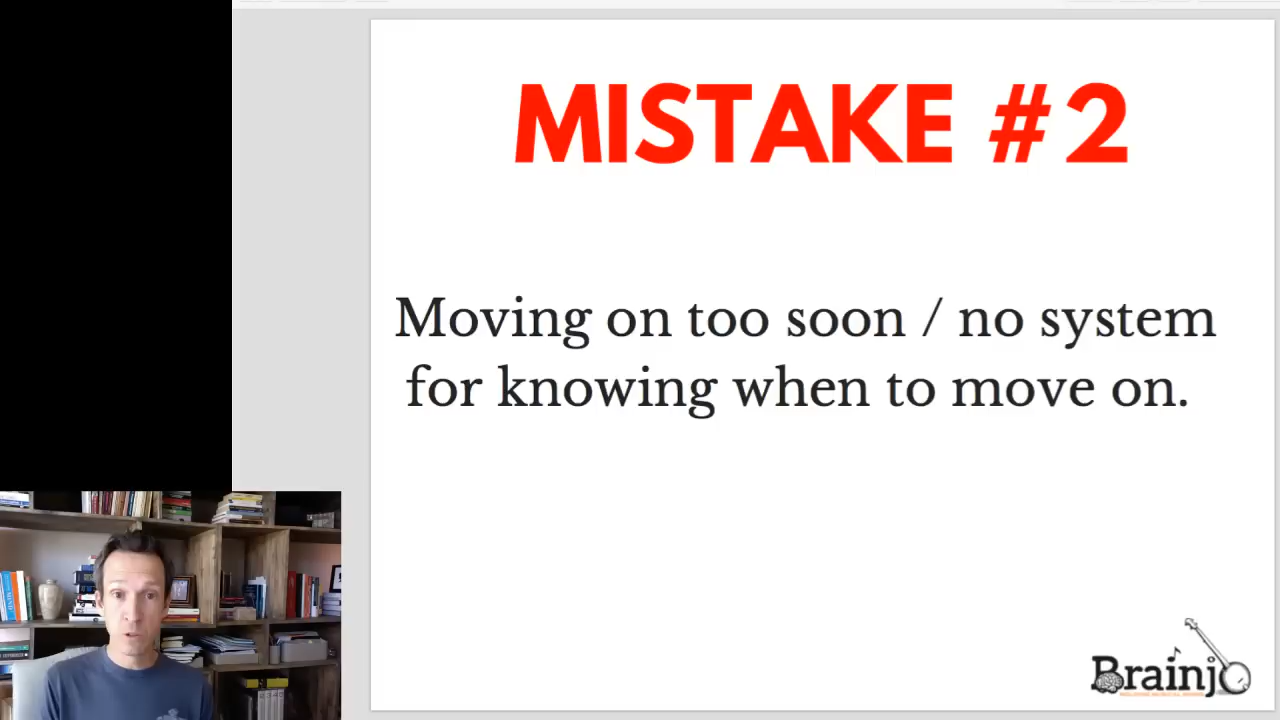 MISTAKE #2
Moving on too soon / no system
for knowing when to move on.
Brainjo